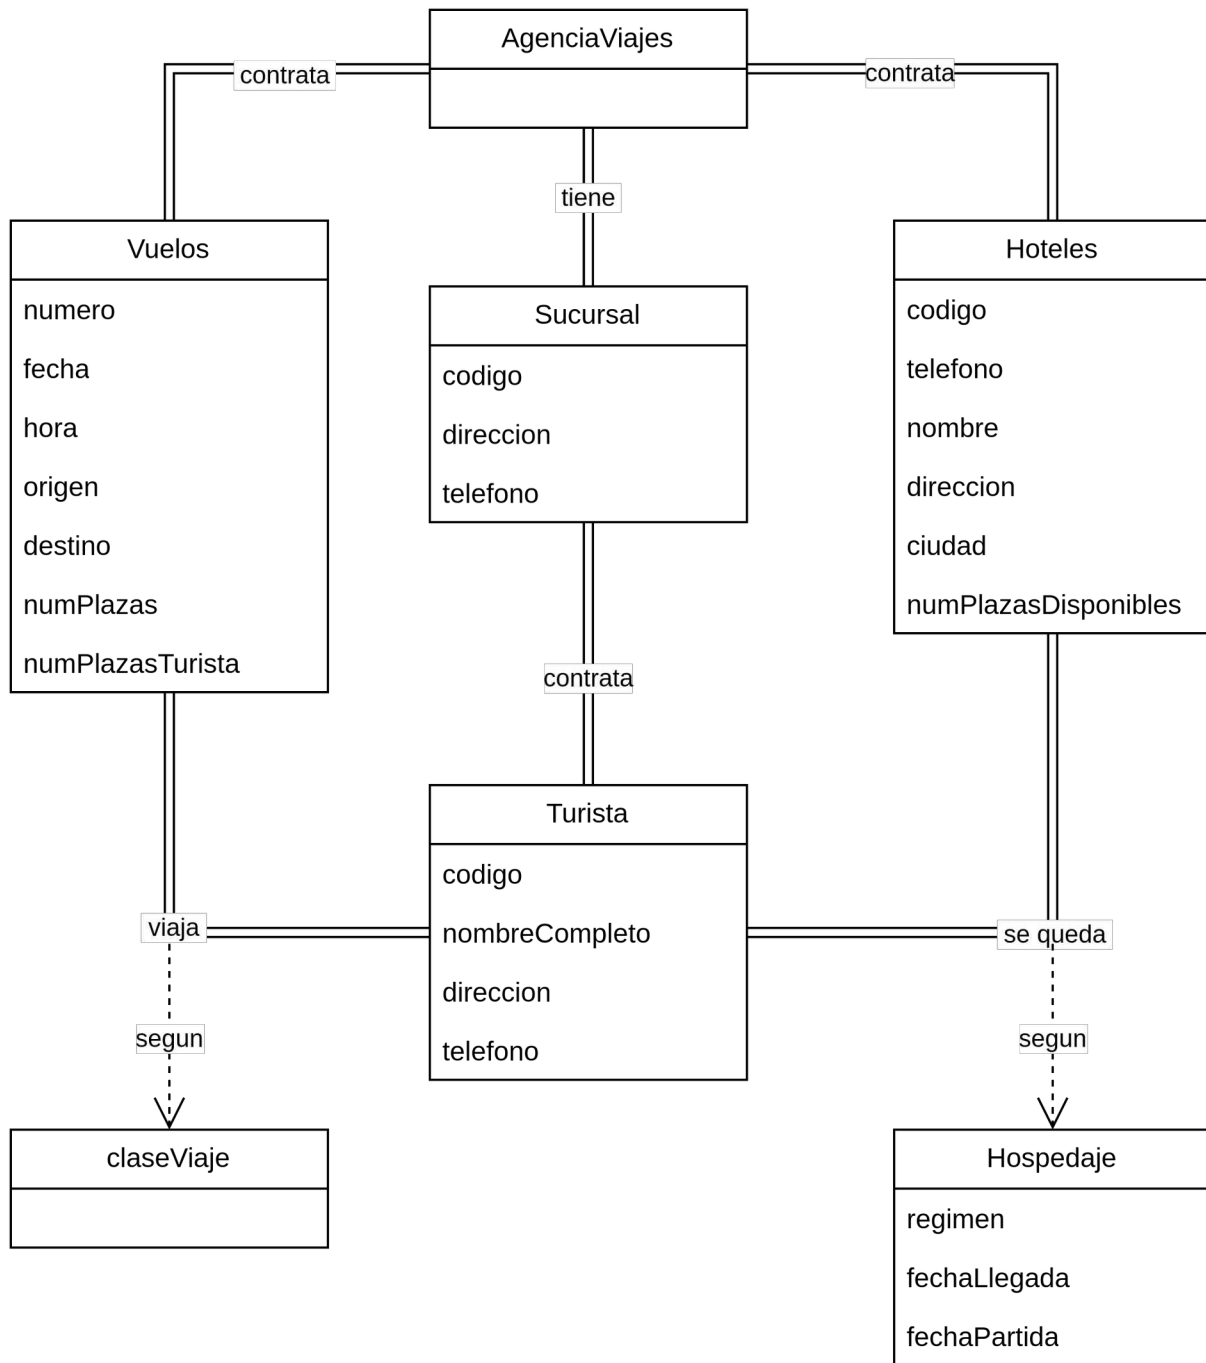 AgenciaViajes
contrata
contrata
tiene
Vuelos
numero
fecha
hora
origen
destino
numPlazas
numPlazasTurista
Sucursal
codigo
direccion
telefono
Hoteles
codigo
telefono
nombre
direccion
ciudad
numPlazasDisponibles
contrata
Turista
codigo
nombreCompleto
direccion
telefono
viaja
se queda
segun
segun
claseViaje
Hospedaje
regimen
fechaLlegada
fechaPartida